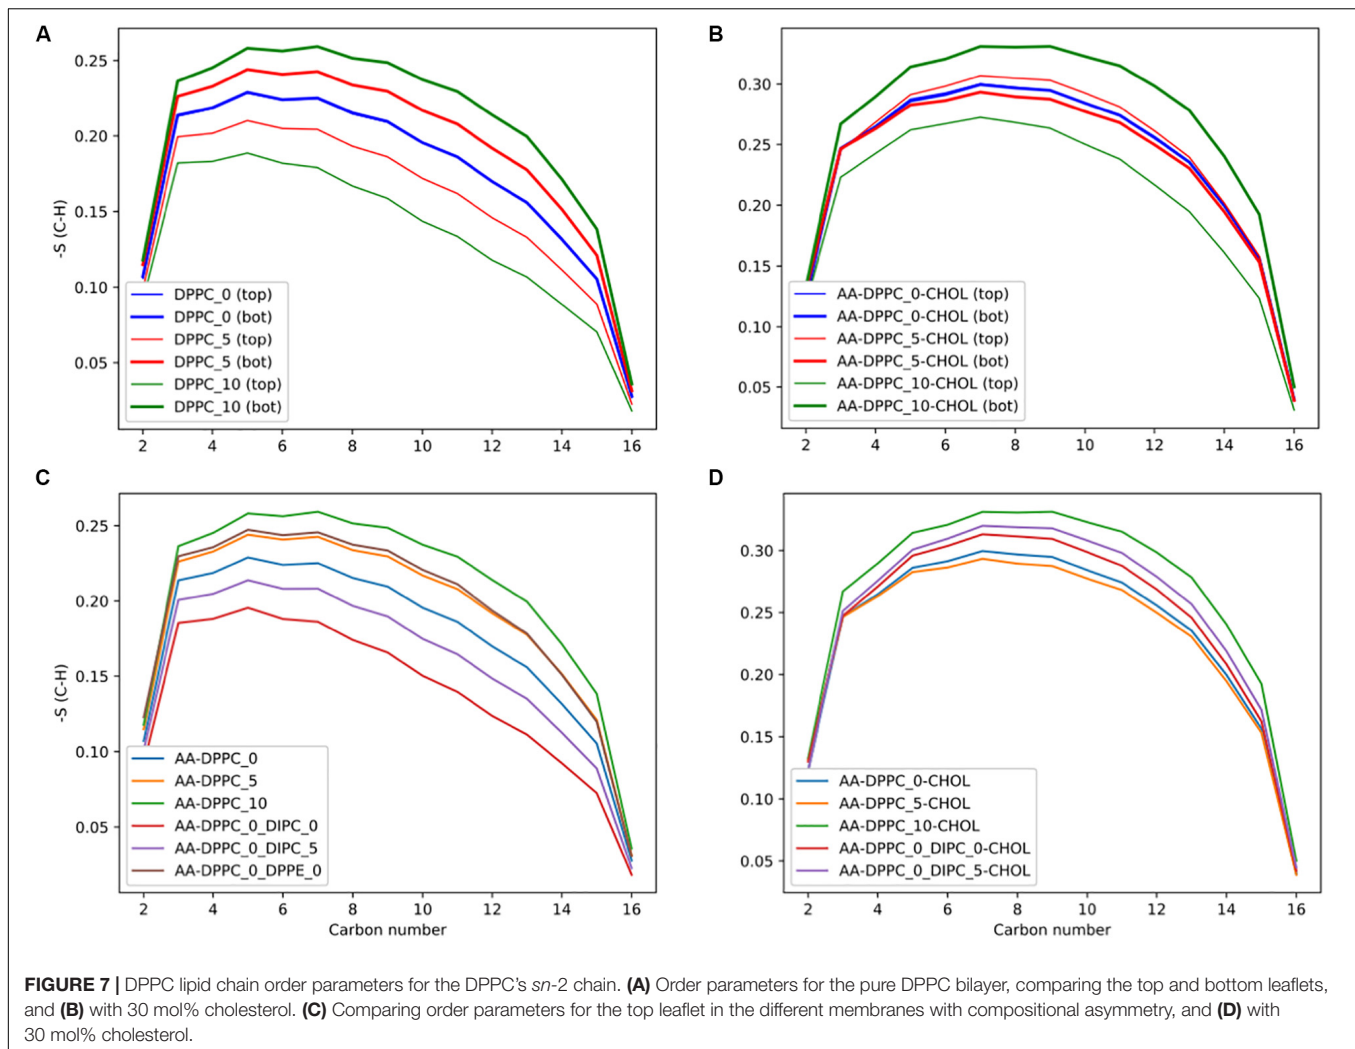 A
0.25
0.20
0.15
0.10
0.05
-S (C-H)
DPPC_0 (top)
DPPC_0 (bot)
DPPC_5 (top)
DPPC_5 (bot)
DPPC_10 (top)
DPPC_10 (bot)
2 4 6 8 10 12 14 16
B
0.30
0.25
0.20
0.15
0.10
0.05
AA-DPPC_0-CHOL (top)
AA-DPPC_0-CHOL (bot)
AA-DPPC_5-CHOL (top)
AA-DPPC_5-CHOL (bot)
AA-DPPC_10-CHOL (top)
AA-DPPC_10-CHOL (bot)
2 4 6 8 10 12 14 16
C
0.25
0.20
0.15
0.10
0.05
-S (C-H)
AA-DPPC_0
AA-DPPC_5
AA-DPPC_10
AA-DPPC_0_DIPC_0
AA-DPPC_0_DIPC_5
AA-DPPC_0_DPPE_0
2 4 6 8 10 12 14 16
Carbon number
D
0.30
0.25
0.20
0.15
0.10
0.05
AA-DPPC_0-CHOL
AA-DPPC_5-CHOL
AA-DPPC_10-CHOL
AA-DPPC_0_DIPC_0-CHOL
AA-DPPC_0_DIPC_5-CHOL
2 4 6 8 10 12 14 16
Carbon number
FIGURE 7 | DPPC lipid chain order parameters for the DPPC's sn-2 chain. (A) Order parameters for the pure DPPC bilayer, comparing the top and bottom leaflets,
and (B) with 30 mol% cholesterol. (C) Comparing order parameters for the top leaflet in the different membranes with compositional asymmetry, and (D) with
30 mol% cholesterol.